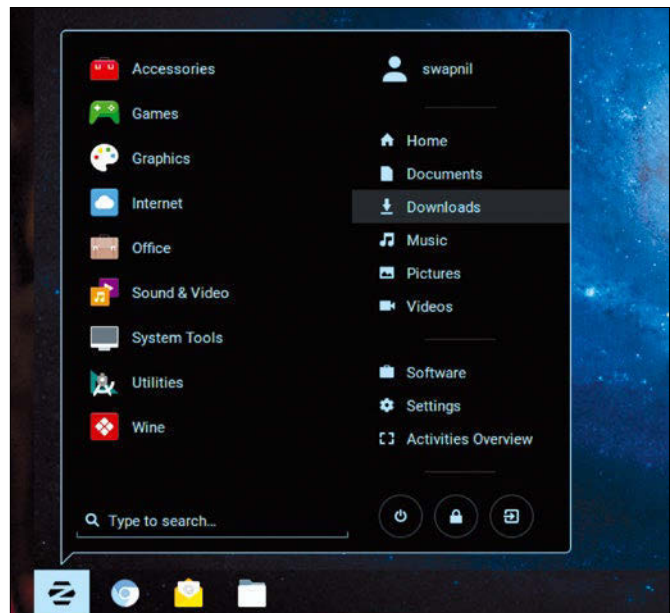 Accessories
Games
Graphics
Internet
Office
Sound & Video
System Tools
Utilities
Wine
Type to search...
swapnil
Home
Documents
Downloads
Music
Pictures
Videos
Software
Settings
Activities Overview